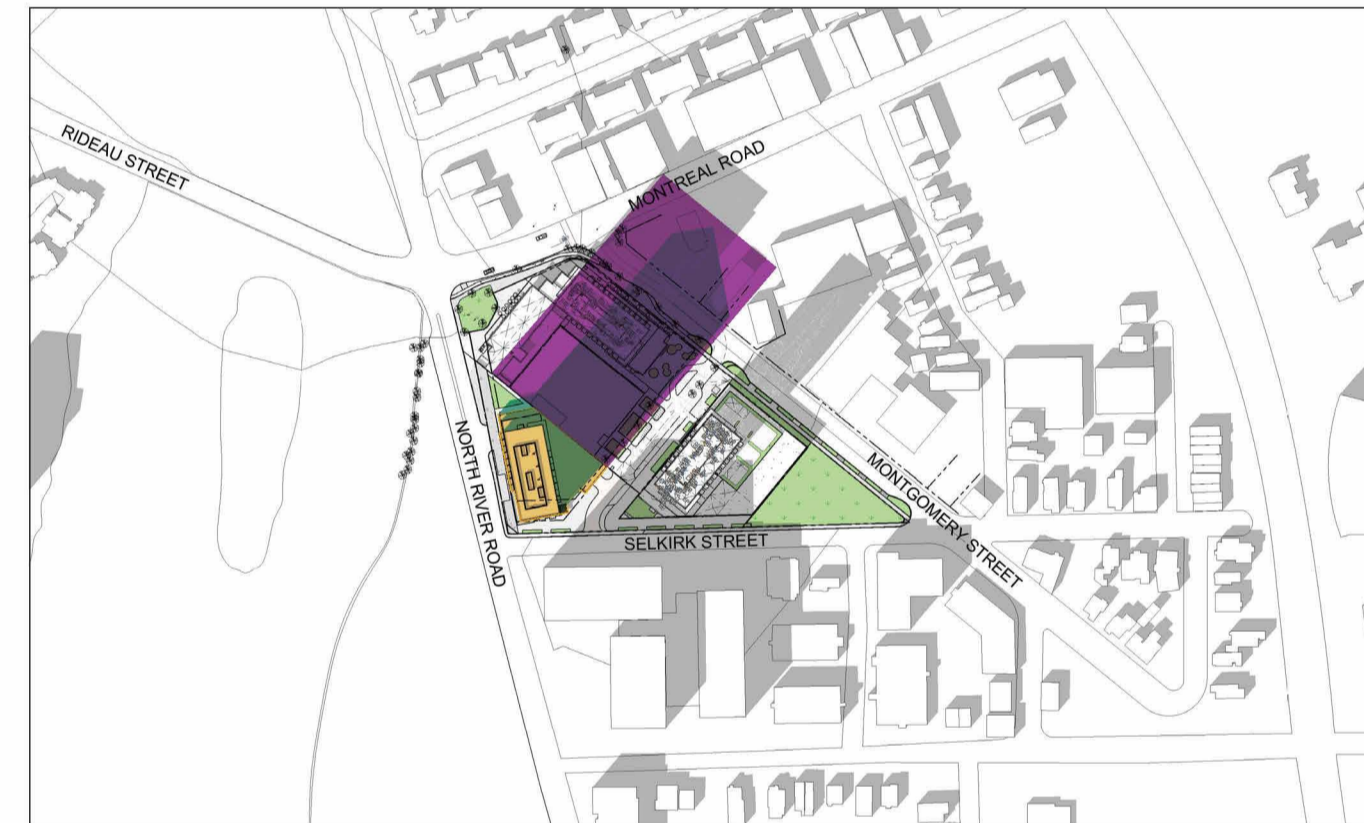 RIDEAU STREET
MONTREAL ROAD
NORTH RIVER ROAD
MONTGOMERY STREET
SELKIRK STREET